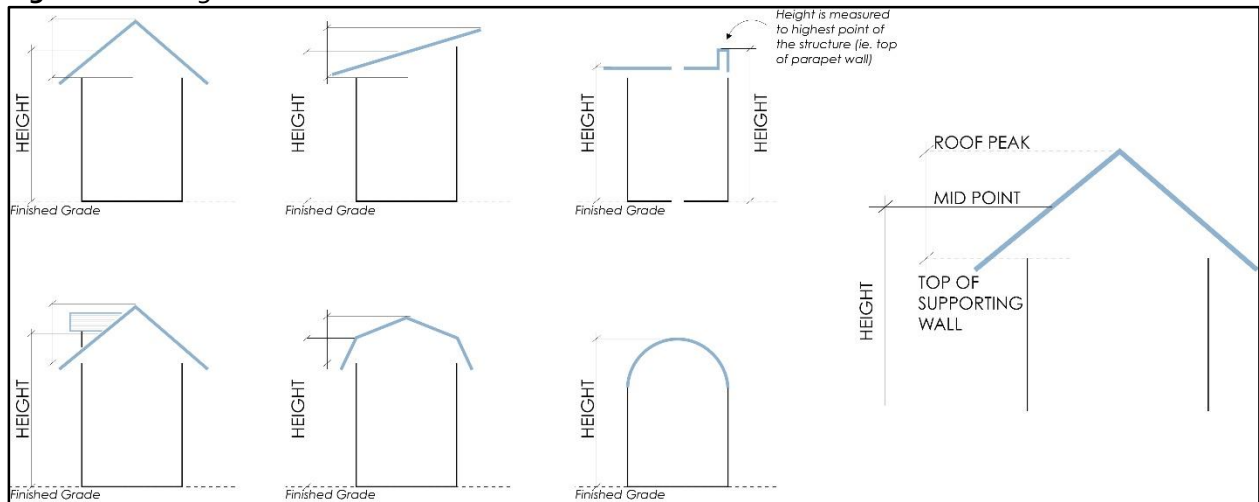 HEIGHT
Finished Grade
HEIGHT
Finished Grade
Height is measured
to highest point of
the structure (ie. top
of parapet wall)
HEIGHT
HEIGHT
Finished Grade
HEIGHT
Finished Grade
HEIGHT
Finished Grade
HEIGHT
Finished Grade
ROOF PEAK
MID POINT
TOP OF
SUPPORTING
WALL
HEIGHT